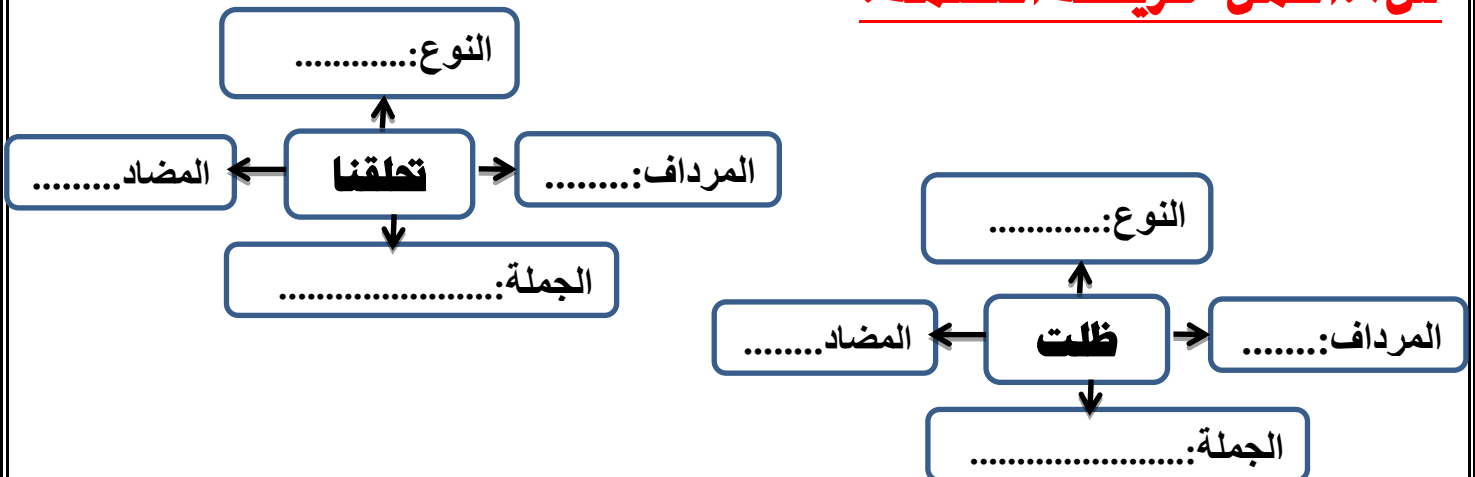 النوع:............
المرداف:........
تحلقنا
المضاد.........
الجملة:.......................
النوع:............
المرداف:.......
ظلت
المضاد........
الجملة:.......................